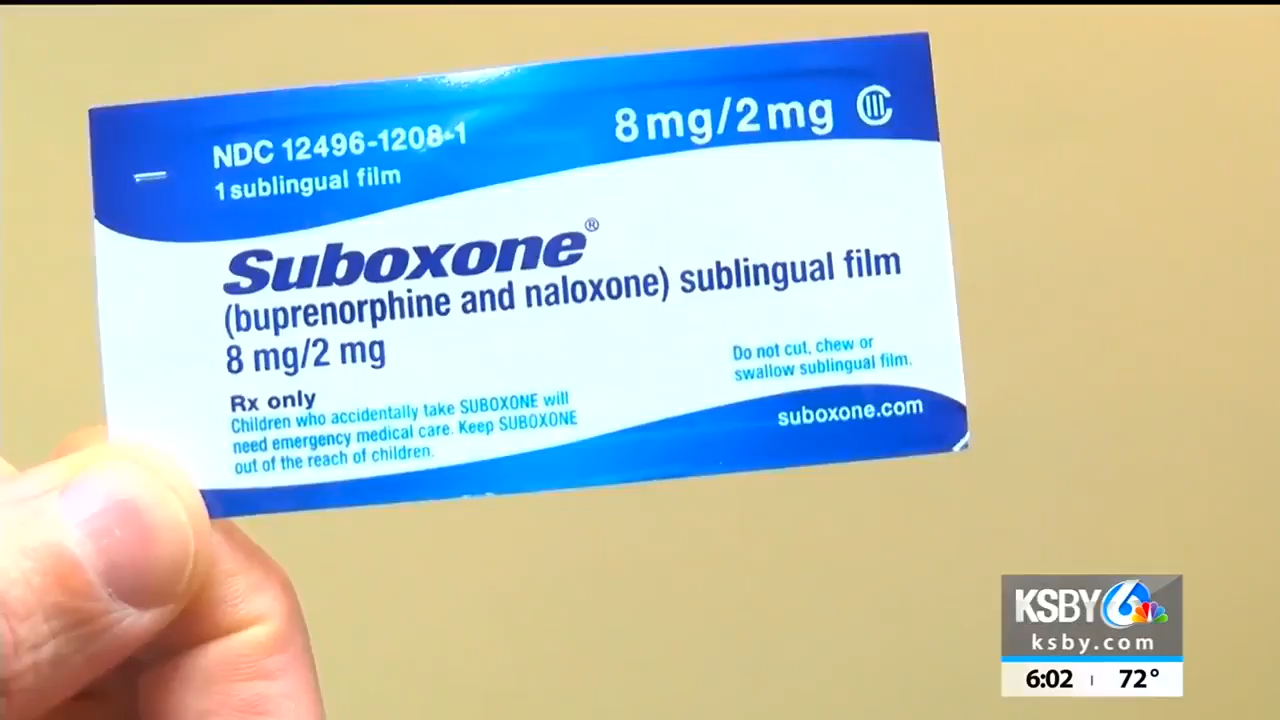 NDC 12496-1208-1
1 sublingual film
8 mg/2 mg
CIII
Suboxone®
(buprenorphine and naloxone) sublingual film
8 mg/2 mg
Rx only
Children who accidentally take SUBOXONE will
need emergency medical care. Keep SUBOXONE
out of the reach of children.
Do not cut, chew or
swallow sublingual film.
suboxone.com
KSBY 6
ksby.com
6:02 | 72°